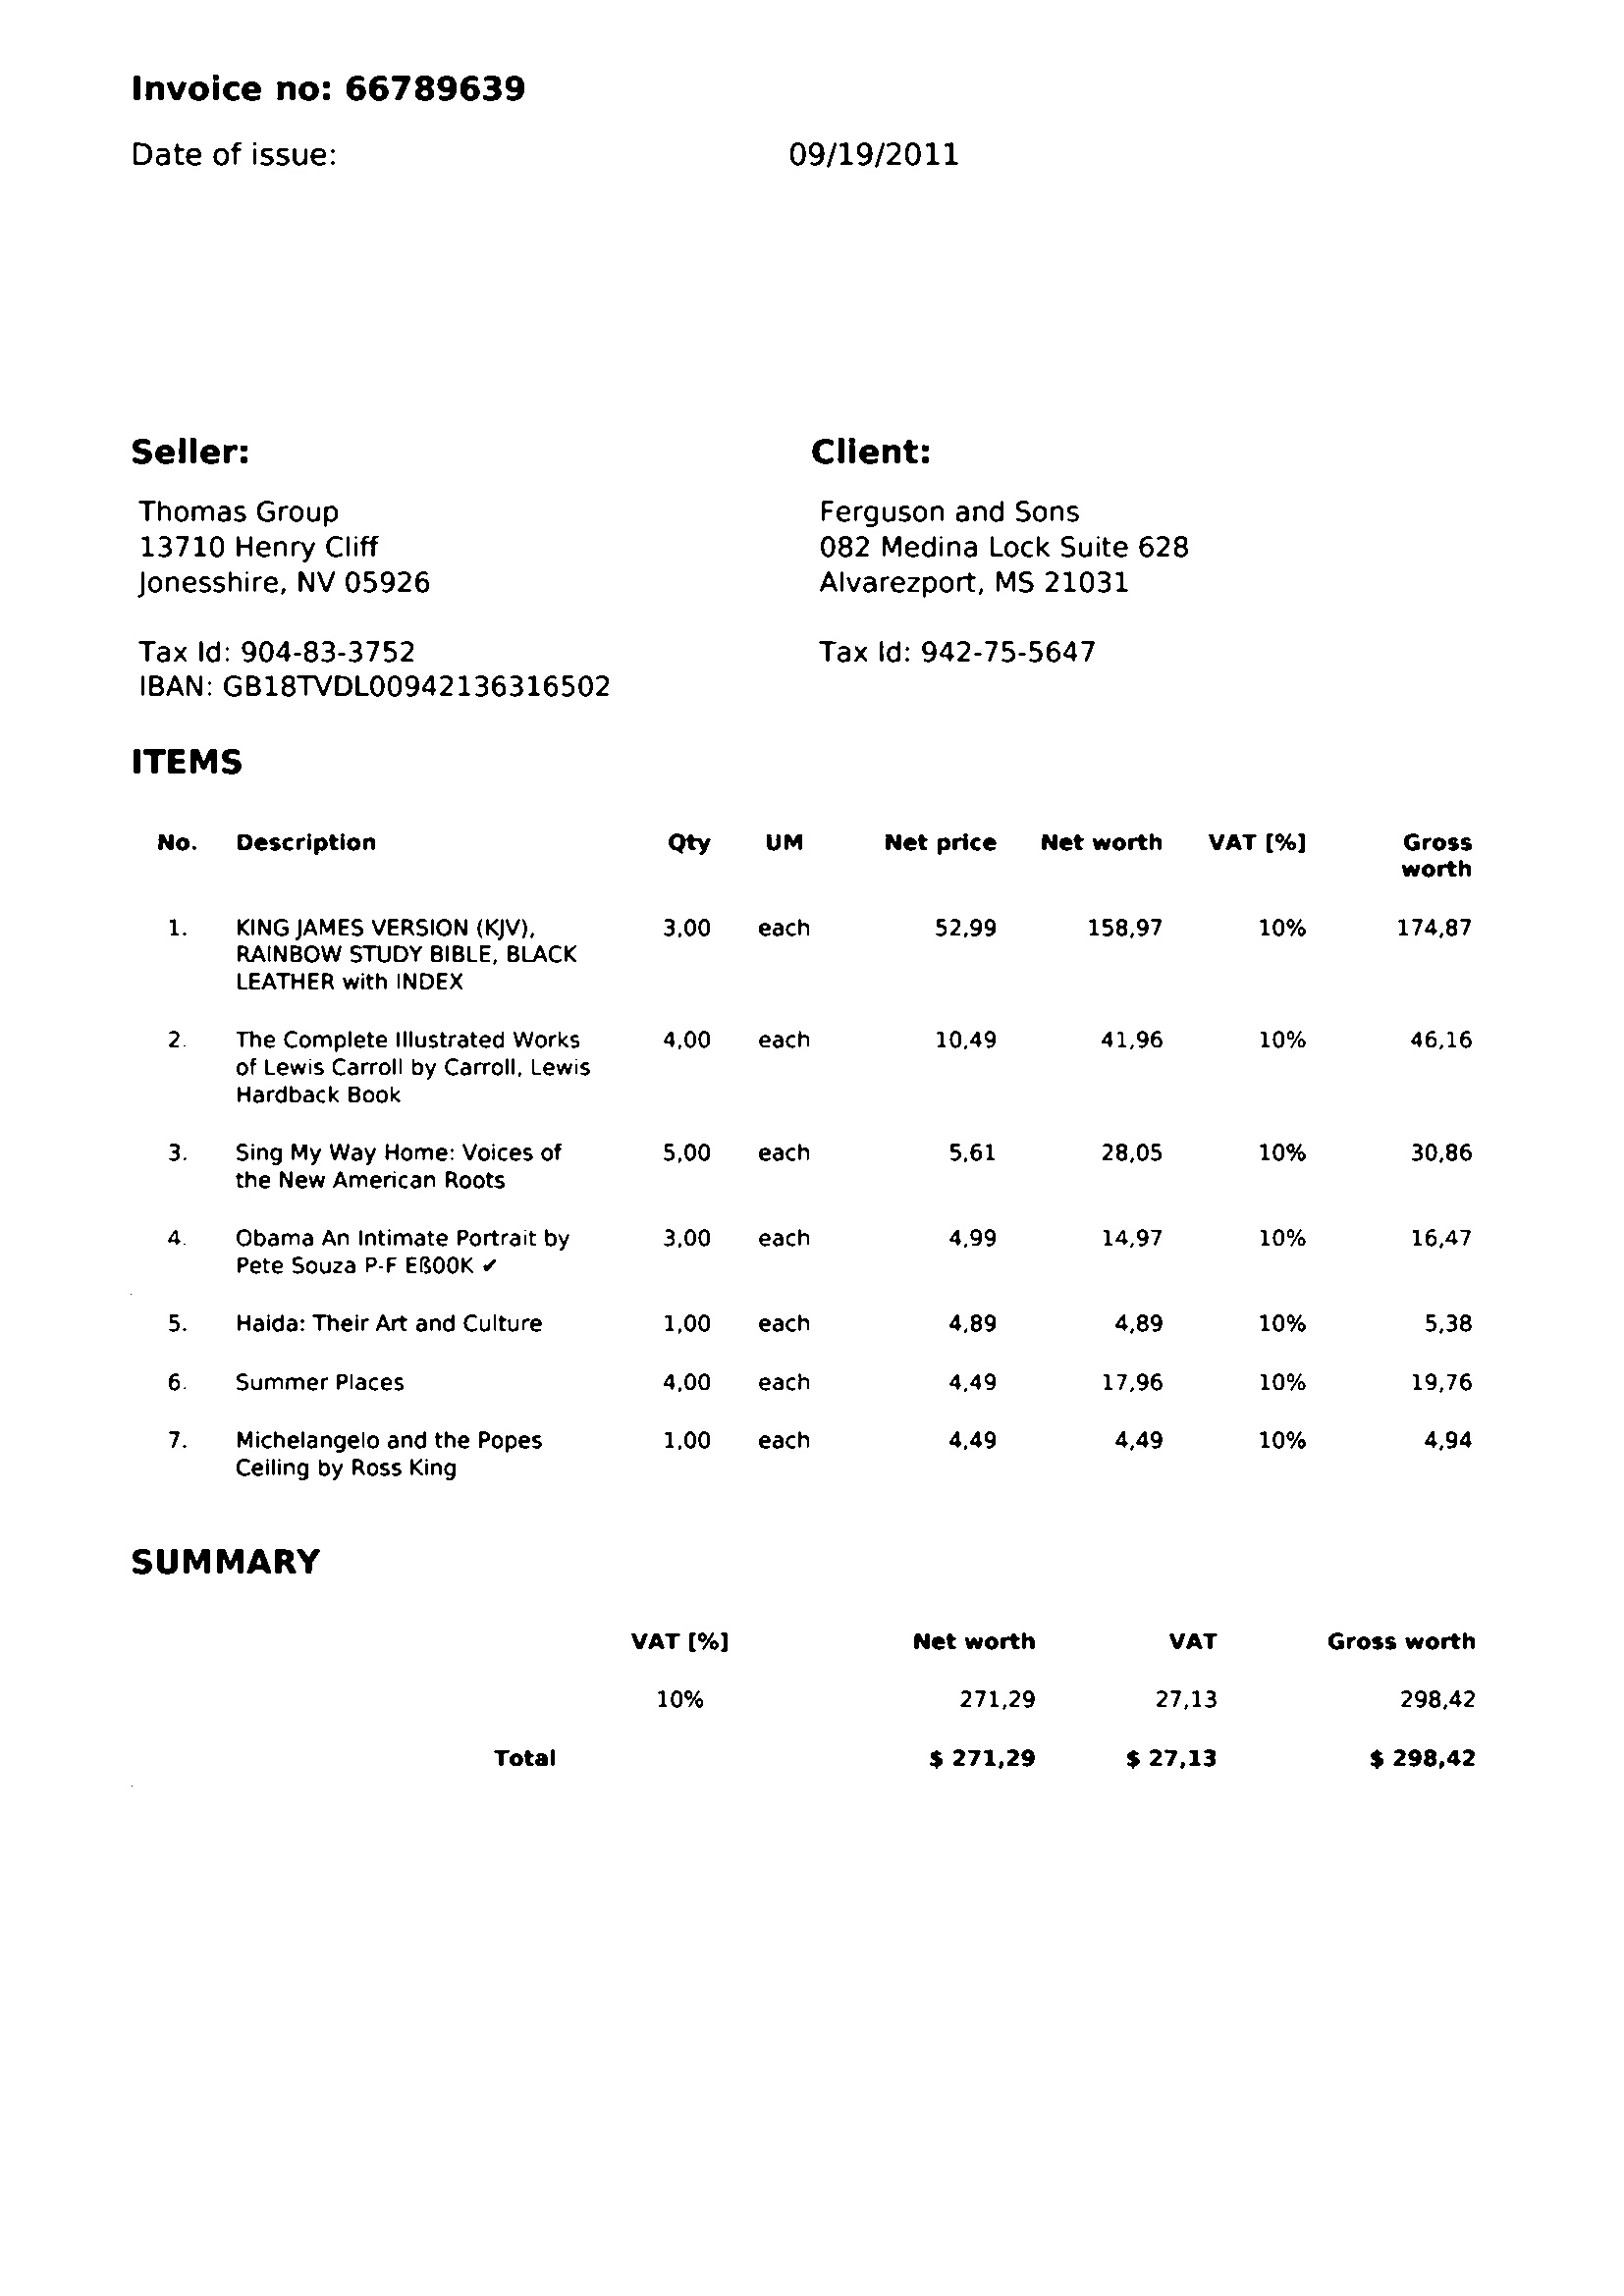 Invoice no: 66789639
Date of issue: 09/19/2011
Seller: Client:
Thomas Group Ferguson and Sons
13710 Henry Cliff 082 Medina Lock Suite 628
Jonesshire, NV 05926 Alvarezport, MS 21031
Tax Id: 904-83-3752 Tax Id: 942-75-5647
IBAN: GB18TVDL00942136316502
ITEMS
No. Description Qty UM Net price Net worth VAT [%] Gross
worth
1. KING JAMES VERSION (KJV), 3,00 each 52,99 158,97 10% 174,87
RAINBOW STUDY BIBLE, BLACK
LEATHER with INDEX
2. The Complete Illustrated Works 4,00 each 10,49 41,96 10% 46,16
of Lewis Carroll by Carroll, Lewis
Hardback Book
3. Sing My Way Home: Voices of 5,00 each 5,61 28,05 10% 30,86
the New American Roots
4. Obama An Intimate Portrait by 3,00 each 4,99 14,97 10% 16,47
Pete Souza P-F EẞOOK ✔
5. Haida: Their Art and Culture 1,00 each 4,89 4,89 10% 5,38
6. Summer Places 4,00 each 4,49 17,96 10% 19,76
7. Michelangelo and the Popes 1,00 each 4,49 4,49 10% 4,94
Ceiling by Ross King
SUMMARY
VAT [%] Net worth VAT Gross worth
10% 271,29 27,13 298,42
Total $ 271,29 $ 27,13 $ 298,42